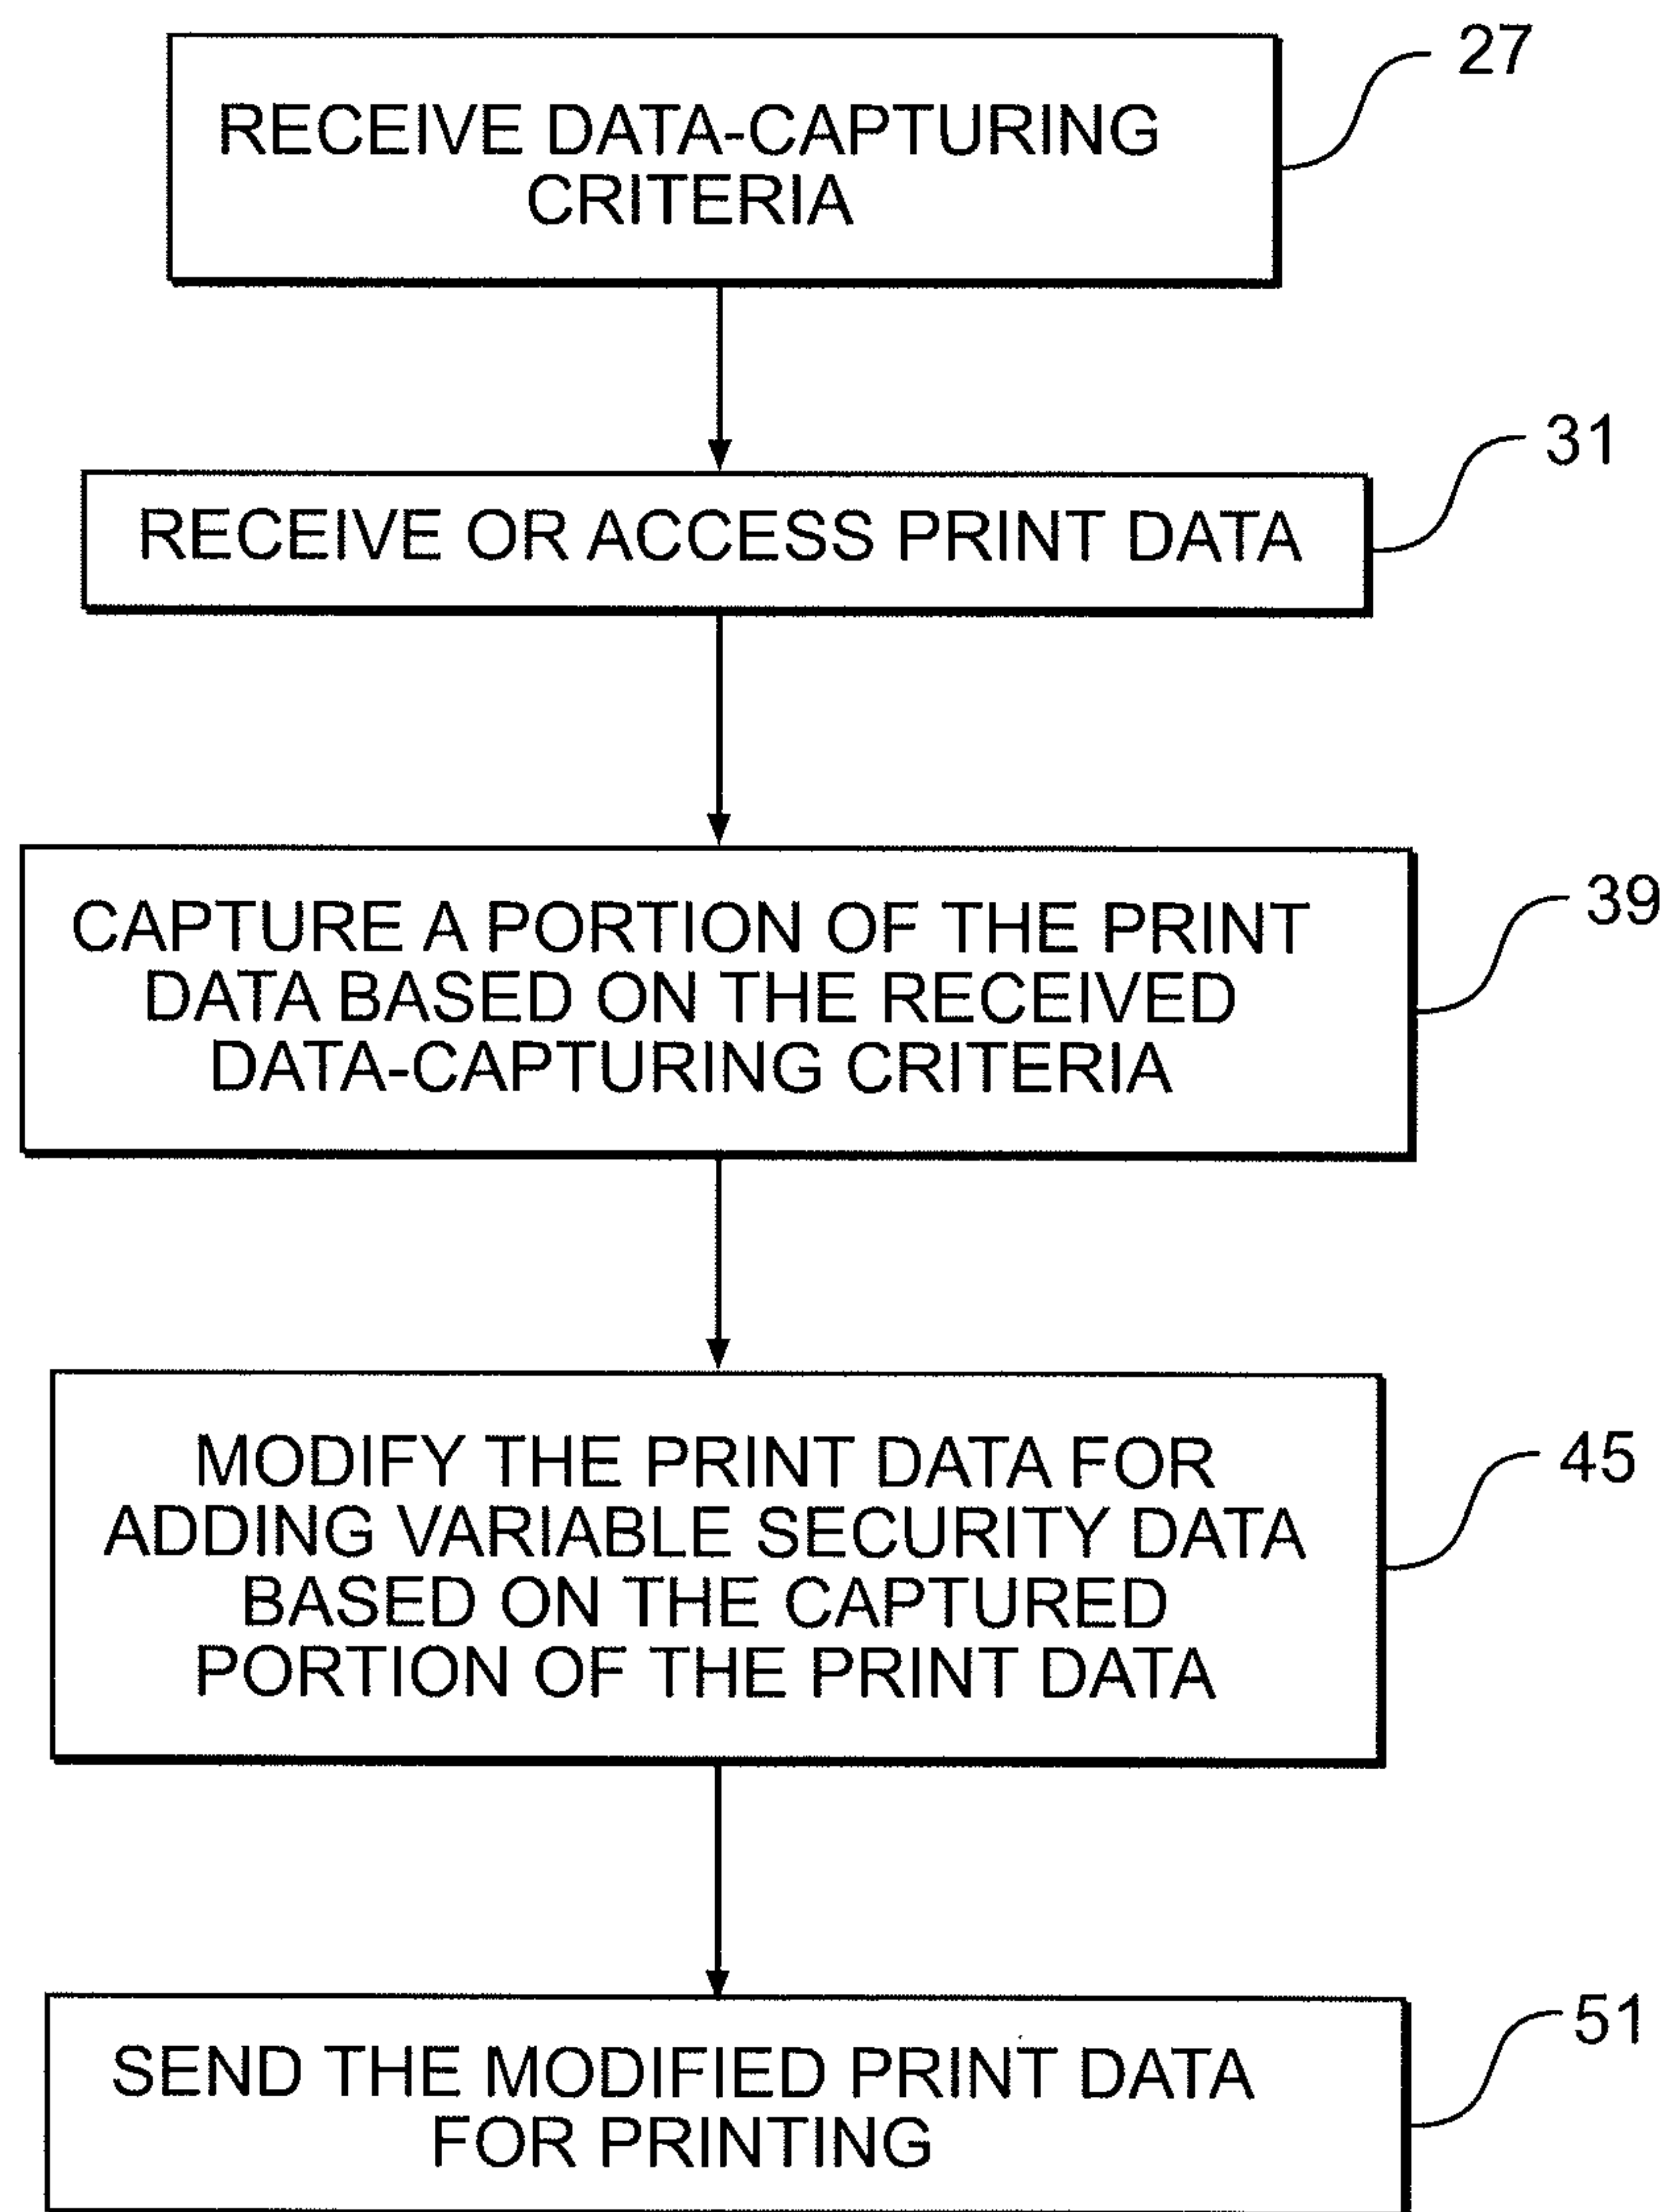 27
RECEIVE DATA-CAPTURING
CRITERIA
31
RECEIVE OR ACCESS PRINT DATA
39
CAPTURE A PORTION OF THE PRINT
DATA BASED ON THE RECEIVED
DATA-CAPTURING CRITERIA
45
MODIFY THE PRINT DATA FOR
ADDING VARIABLE SECURITY DATA
BASED ON THE CAPTURED
PORTION OF THE PRINT DATA
51
SEND THE MODIFIED PRINT DATA
FOR PRINTING